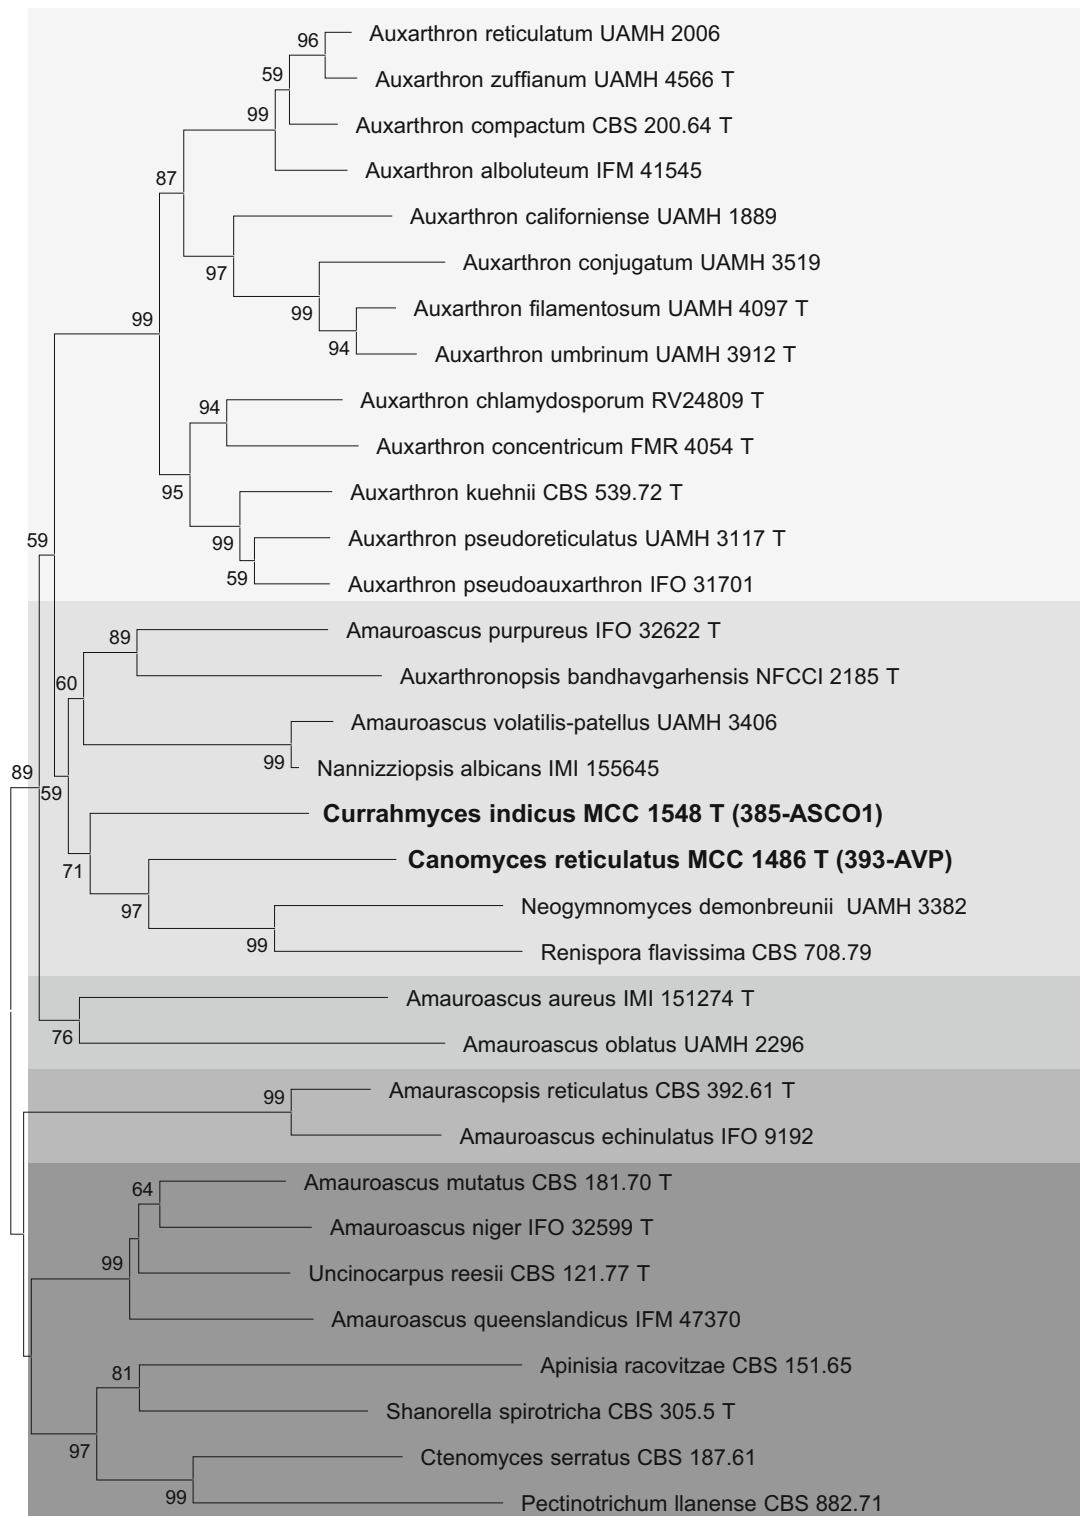 96
Auxarthron reticulatum UAMH 2006
59
Auxarthron zuffianum UAMH 4566 T
99
Auxarthron compactum CBS 200.64 T
87
Auxarthron alboluteum IFM 41545
Auxarthron californiense UAMH 1889
97
Auxarthron conjugatum UAMH 3519
99
Auxarthron filamentosum UAMH 4097 T
99
94
Auxarthron umbrinum UAMH 3912 T
94
Auxarthron chlamydosporum RV24809 T
Auxarthron concentricum FMR 4054 T
95
Auxarthron kuehnii CBS 539.72 T
59
99
Auxarthron pseudoreticulatus UAMH 3117 T
59
Auxarthron pseudoauxarthron IFO 31701
89
Amauroascus purpureus IFO 32622 T
60
Auxarthronopsis bandhavgarhensis NFCCI 2185 T
Amauroascus volatilis-patellus UAMH 3406
89
99
Nannizziopsis albicans IMI 155645
59
Currahmyces indicus MCC 1548 T (385-ASCO1)
71
Canomyces reticulatus MCC 1486 T (393-AVP)
97
Neogymnomyces demonbreunii UAMH 3382
99
Renispora flavissima CBS 708.79
Amauroascus aureus IMI 151274 T
76
Amauroascus oblatus UAMH 2296
99
Amaurascopsis reticulatus CBS 392.61 T
Amauroascus echinulatus IFO 9192
64
Amauroascus mutatus CBS 181.70 T
Amauroascus niger IFO 32599 T
99
Uncinocarpus reesii CBS 121.77 T
Amauroascus queenslandicus IFM 47370
81
Apinisia racovitzae CBS 151.65
Shanorella spirotricha CBS 305.5 T
97
Ctenomyces serratus CBS 187.61
99
Pectinotrichum llanense CBS 882.71